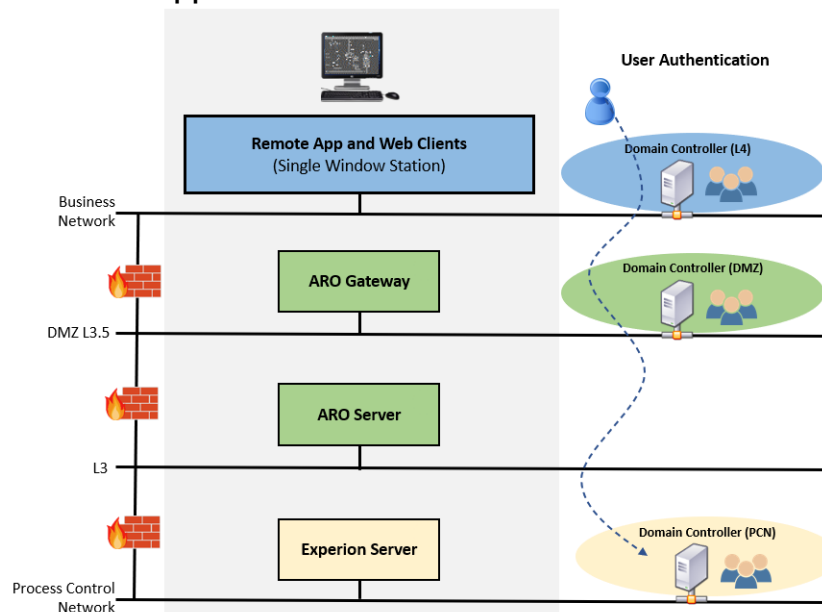 User Authentication
Remote App and Web Clients
(Single Window Station)
Domain Controller (L4)
Business
Network
ARO Gateway
Domain Controller (DMZ)
DMZ L3.5
ARO Server
L3
Experion Server
Domain Controller (PCN)
Process Control
Network